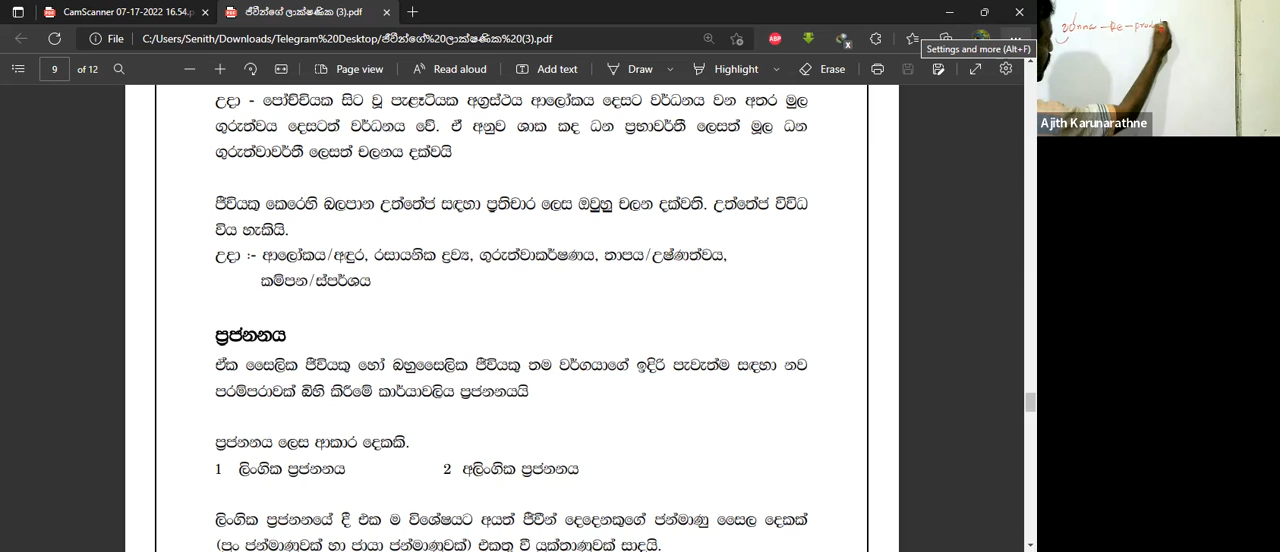 CamScanner 07-17-2022 16.54.p
ජීවීන්ගේ ලාක්ෂණික (3).pdf
File
C:/Users/Senith/Downloads/Telegram%20Desktop/ජීවීන්ගේ%20ලාක්ෂණික%20(3).pdf
ABP
Settings and more (Alt+F)
9 of 12
Page view
Read aloud
Add text
Draw
Highlight
Erase
Ajith Karunarathne
උදා - පෝච්චියක සිට වූ පැළෑටියක අග්‍රස්ථය ආලෝකය දෙසට වර්ධනය වන අතර මුල
ගුරුත්වය දෙසටත් වර්ධනය වේ. ඒ අනුව ශාක කඳ ධන ප්‍රභාවර්තී ලෙසත් මූල ධන
ගුරුත්වාවර්තී ලෙසත් චලනය දක්වයි
ජීවියකු කෙරෙහි බලපාන උත්තේජ සඳහා ප්‍රතිචාර ලෙස ඔවුහු චලන දක්වති. උත්තේජ විවිධ
විය හැකියි.
උදා :- ආලෝකය/අඳුර, රසායනික ද්‍රව්‍ය, ගුරුත්වාකර්ෂණය, තාපය/උෂ්ණත්වය,
කම්පන/ස්පර්ශය
ප්‍රජනනය
ඒක සෛලික ජීවියකු හෝ බහුසෛලික ජීවියකු තම වර්ගයාගේ ඉදිරි පැවැත්ම සඳහා නව
පරම්පරාවක් බිහි කිරීමේ කාර්යාවලිය ප්‍රජනනයයි
ප්‍රජනනය ලෙස ආකාර දෙකකි.
1 ලිංගික ප්‍රජනනය 2 අලිංගික ප්‍රජනනය
ලිංගික ප්‍රජනනයේ දී එක ම විශේෂයට අයත් ජීවීන් දෙදෙනකුගේ ජන්මාණු සෛල දෙකක්
(පුං ජන්මාණුවක් හා ජායා ජන්මාණුවක්) එකතු වී යුක්තාණුවක් සාදයි.